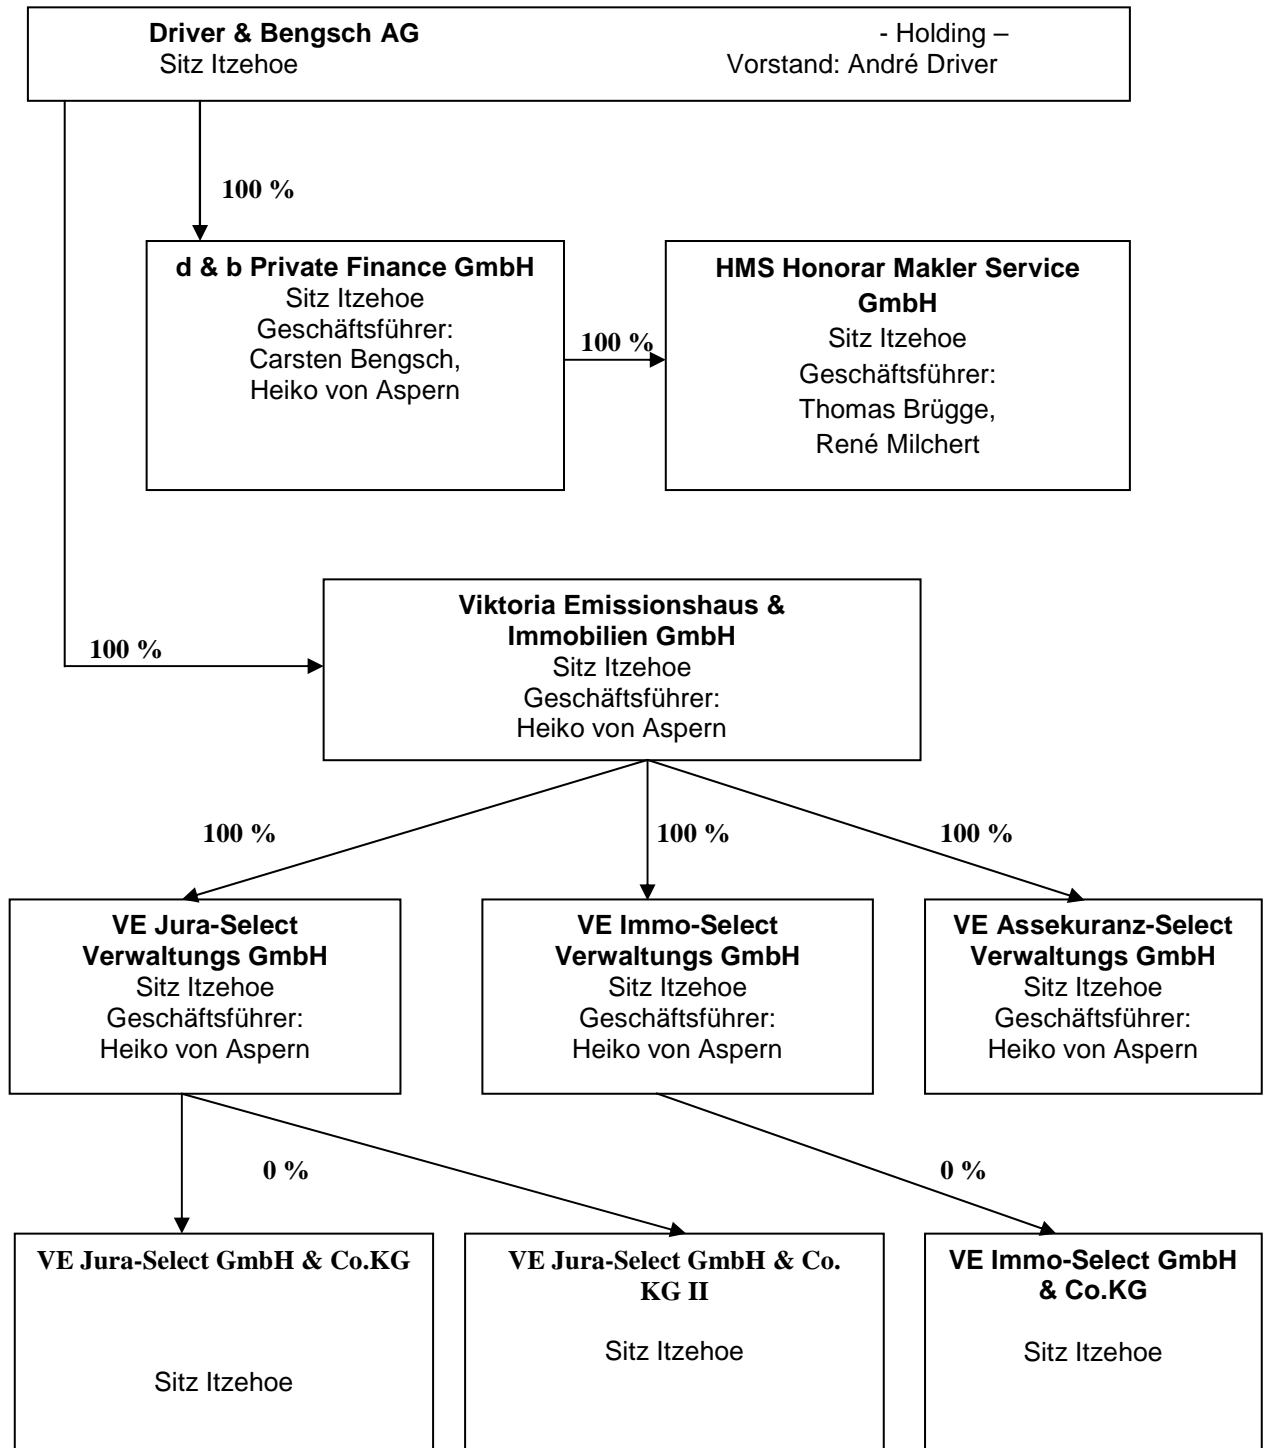 Driver & Bengsch AG - Holding –
Sitz Itzehoe Vorstand: André Driver
100 %
d & b Private Finance GmbH
Sitz Itzehoe
Geschäftsführer:
Carsten Bengsch,
Heiko von Aspern
100 %
HMS Honorar Makler Service
GmbH
Sitz Itzehoe
Geschäftsführer:
Thomas Brügge,
René Milchert
100 %
Viktoria Emissionshaus &
Immobilien GmbH
Sitz Itzehoe
Geschäftsführer:
Heiko von Aspern
100 %
100 %
100 %
VE Jura-Select
Verwaltungs GmbH
Sitz Itzehoe
Geschäftsführer:
Heiko von Aspern
VE Immo-Select
Verwaltungs GmbH
Sitz Itzehoe
Geschäftsführer:
Heiko von Aspern
VE Assekuranz-Select
Verwaltungs GmbH
Sitz Itzehoe
Geschäftsführer:
Heiko von Aspern
0 %
0 %
VE Jura-Select GmbH & Co.KG
Sitz Itzehoe
VE Jura-Select GmbH & Co.
KG II
Sitz Itzehoe
VE Immo-Select GmbH
& Co.KG
Sitz Itzehoe